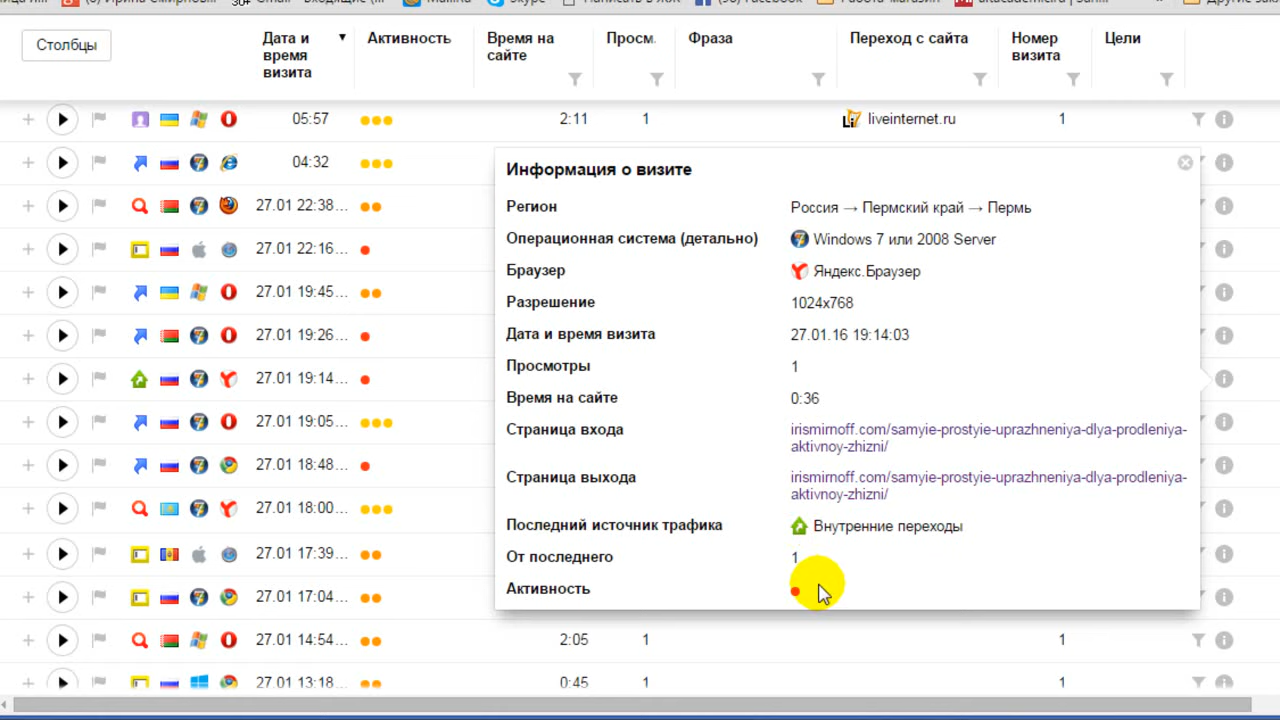 Столбцы
Дата и время визита
Активность
Время на сайте
Просм.
Фраза
Переход с сайта
Номер визита
Цели
05:57
2:11
1
liveinternet.ru
1
04:32
27.01 22:38...
27.01 22:16...
27.01 19:45...
27.01 19:26...
27.01 19:14...
27.01 19:05...
27.01 18:48...
27.01 18:00...
27.01 17:39...
27.01 17:04...
27.01 14:54...
2:05
1
1
27.01 13:18...
0:45
1
1
Информация о визите
Регион
Россия → Пермский край → Пермь
Операционная система (детально)
Windows 7 или 2008 Server
Браузер
Яндекс.Браузер
Разрешение
1024x768
Дата и время визита
27.01.16 19:14:03
Просмотры
1
Время на сайте
0:36
Страница входа
irismirnoff.com/samyie-prostyie-uprazhneniya-dlya-prodleniya-
aktivnoy-zhizni/
Страница выхода
irismirnoff.com/samyie-prostyie-uprazhneniya-dlya-prodleniya-
aktivnoy-zhizni/
Последний источник трафика
Внутренние переходы
От последнего
1
Активность